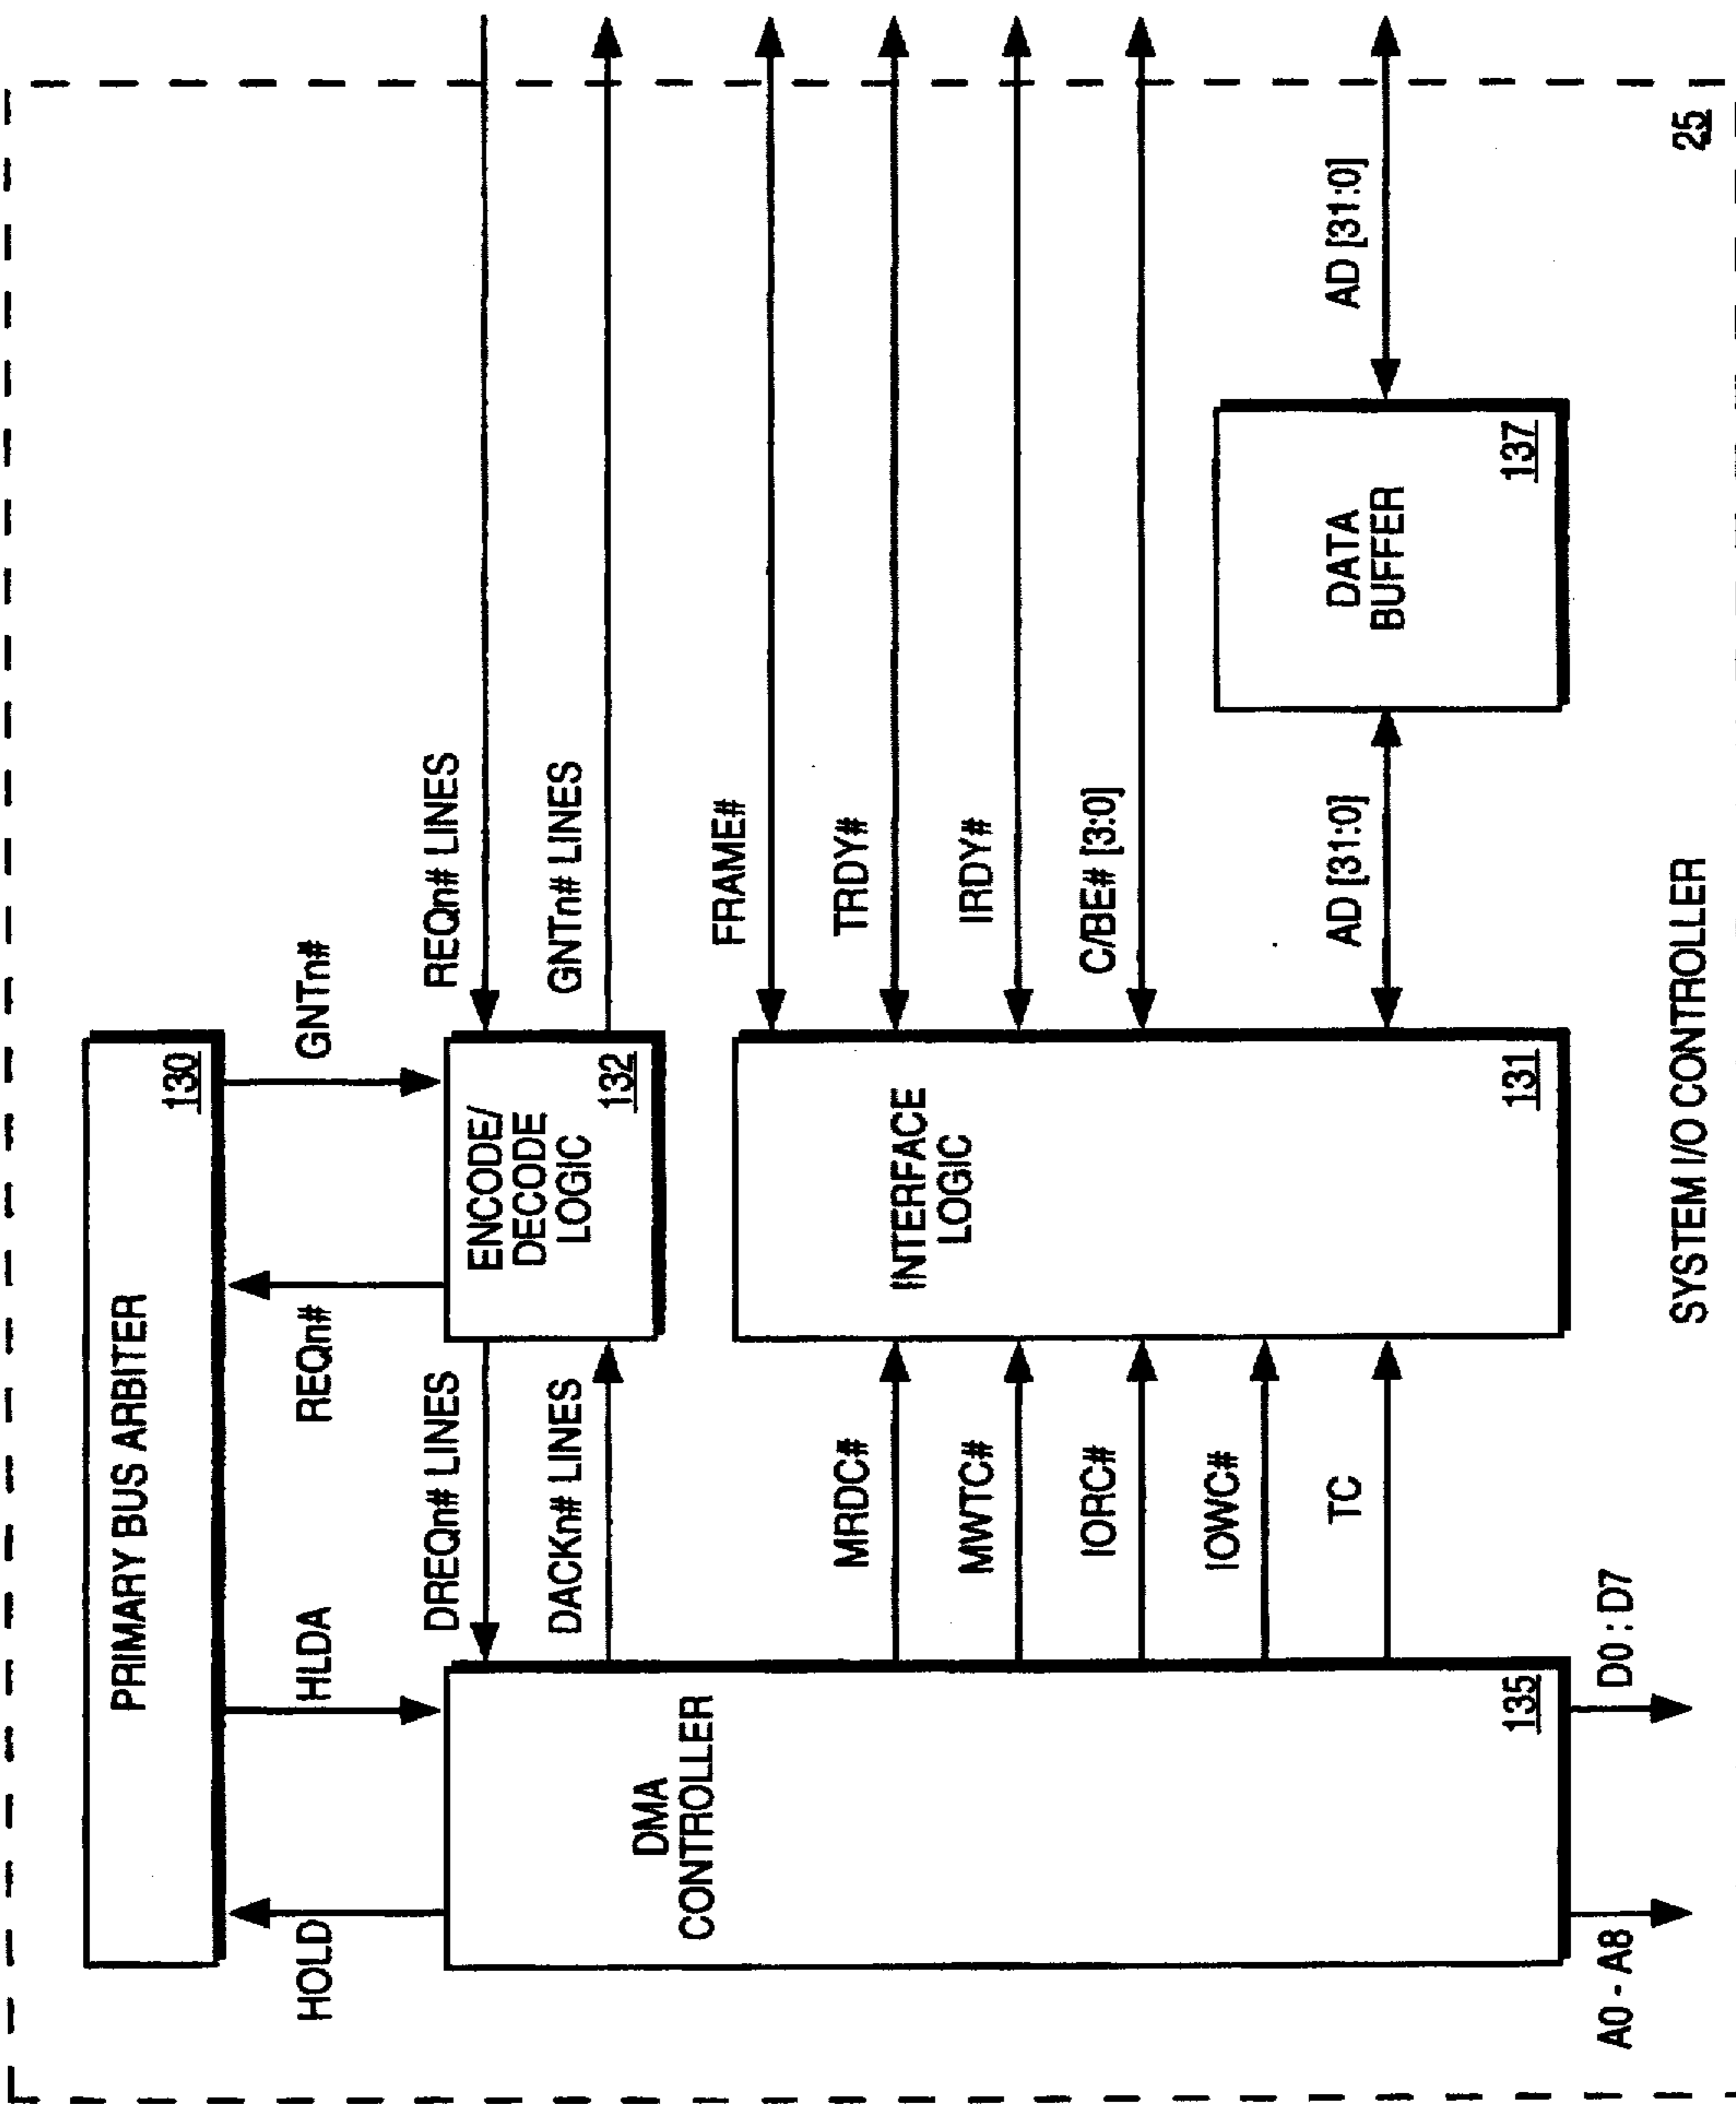 PRIMARY BUS ARBITER
130
HOLD
HLDA
REQn#
GNTn#
DREQn# LINES
DACKn# LINES
ENCODE/
DECODE
LOGIC
132
REQn# LINES
GNTn# LINES
DMA
CONTROLLER
135
MRDC#
MWTC#
IORC#
IOWC#
TC
INTERFACE
LOGIC
131
FRAME#
TRDY#
IRDY#
C/BE# [3:0]
AD [31:0]
DATA
BUFFER
137
AD [31:0]
A0 - A8
D0 : D7
SYSTEM I/O CONTROLLER
25